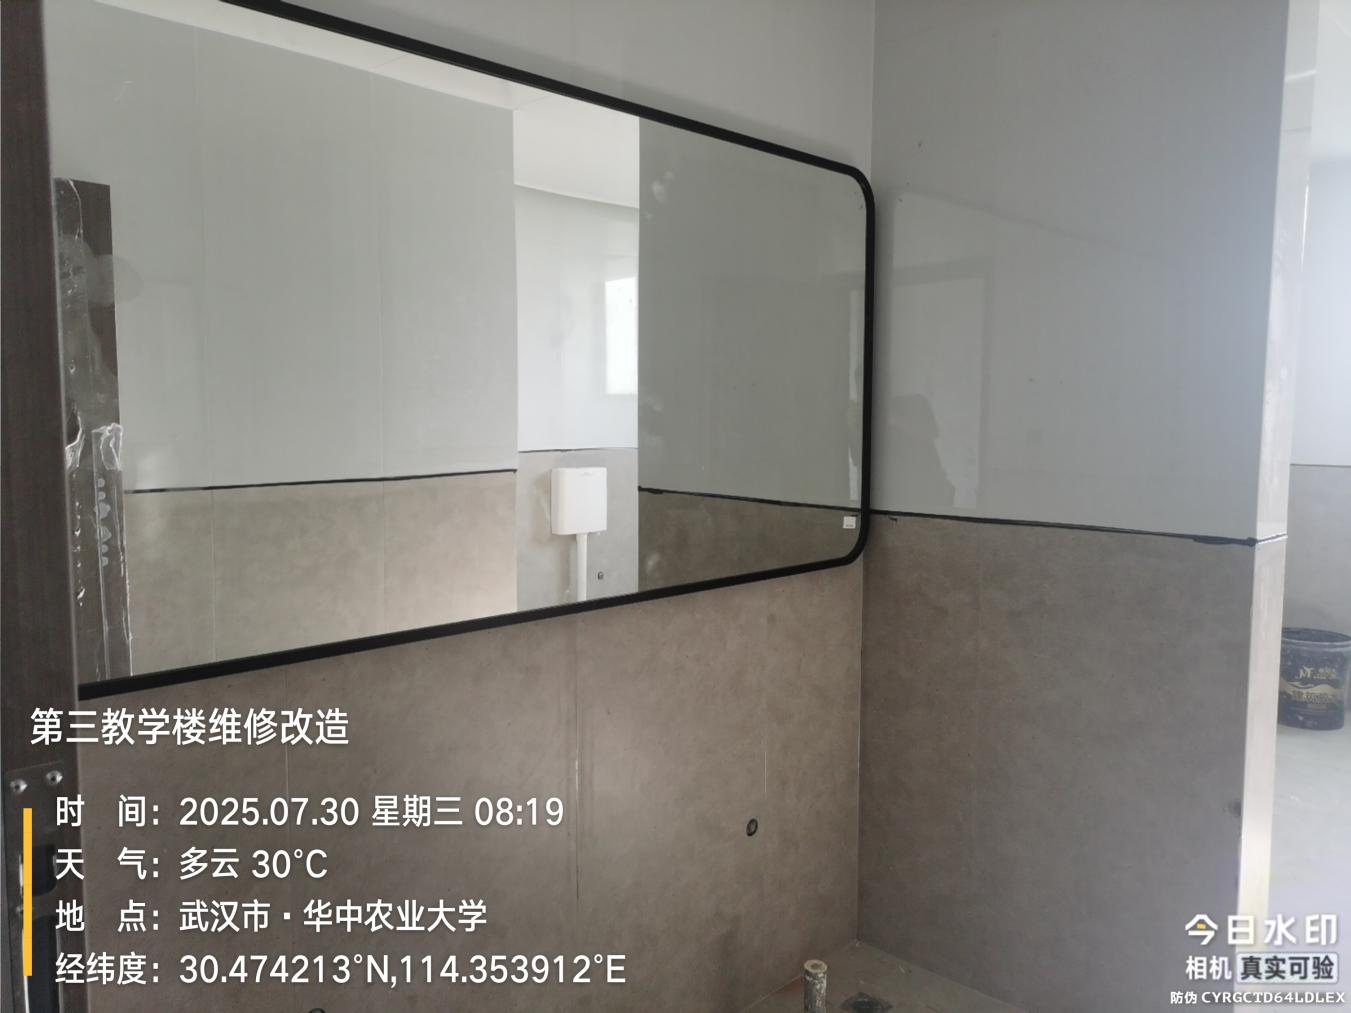 第三教学楼维修改造
时 间：2025.07.30 星期三 08:19
天 气：多云 30°C
地 点：武汉市·华中农业大学
经纬度：30.474213°N,114.353912°E
今日水印
相机 真实可验
防伪 CYRGCTD64LDLEX